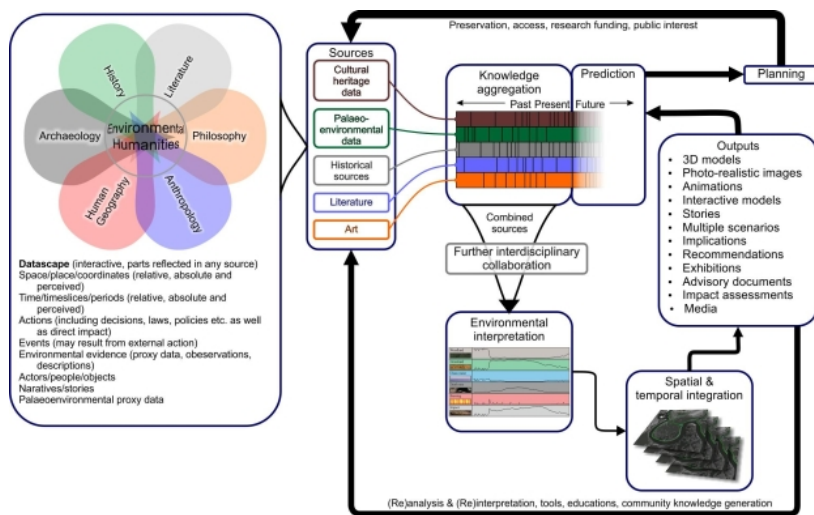 Preservation, access, research funding, public interest
History
Literature
Archaeology
Environmental
Humanities
Philosophy
Human
Geography
Anthropology
Datascape (interactive, parts reflected in any source)
Space/place/coordinates (relative, absolute and
perceived)
Time/timeslices/periods (relative, absolute and
perceived)
Actions (including decisions, laws, policies etc. as well
as direct impact)
Events (may result from external action)
Environmental evidence (proxy data, obeservations,
descriptions)
Actors/people/objects
Naratives/stories
Palaeoenvironmental proxy data
Sources
Cultural
heritage
data
Palaeo-
environmental
data
Historical
sources
Literature
Art
Knowledge
aggregation
Prediction
Past Present Future
Combined
sources
Further interdisciplinary
collaboration
Environmental
interpretation
Spatial &
temporal integration
Planning
Outputs
• 3D models
• Photo-realistic images
• Animations
• Interactive models
• Stories
• Multiple scenarios
• Implications
• Recommendations
• Exhibitions
• Advisory documents
• Impact assessments
• Media
(Re)analysis & (Re)interpretation, tools, educations, community knowledge generation